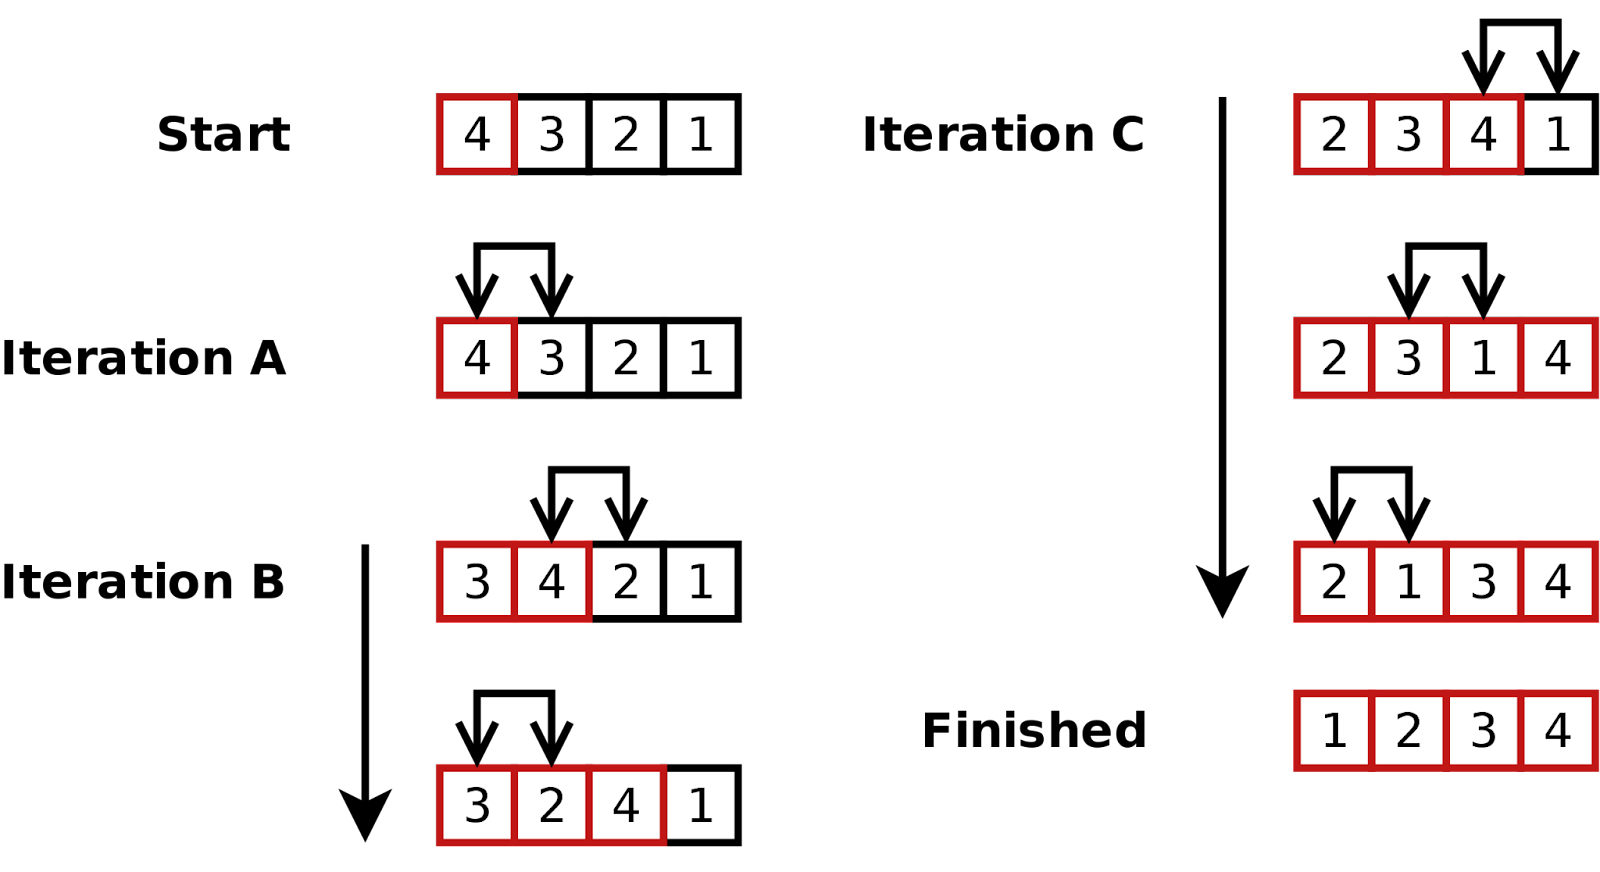 Start 4 3 2 1
Iteration A 4 3 2 1
Iteration B 3 4 2 1
3 2 4 1
Iteration C 2 3 4 1
2 3 1 4
2 1 3 4
Finished 1 2 3 4